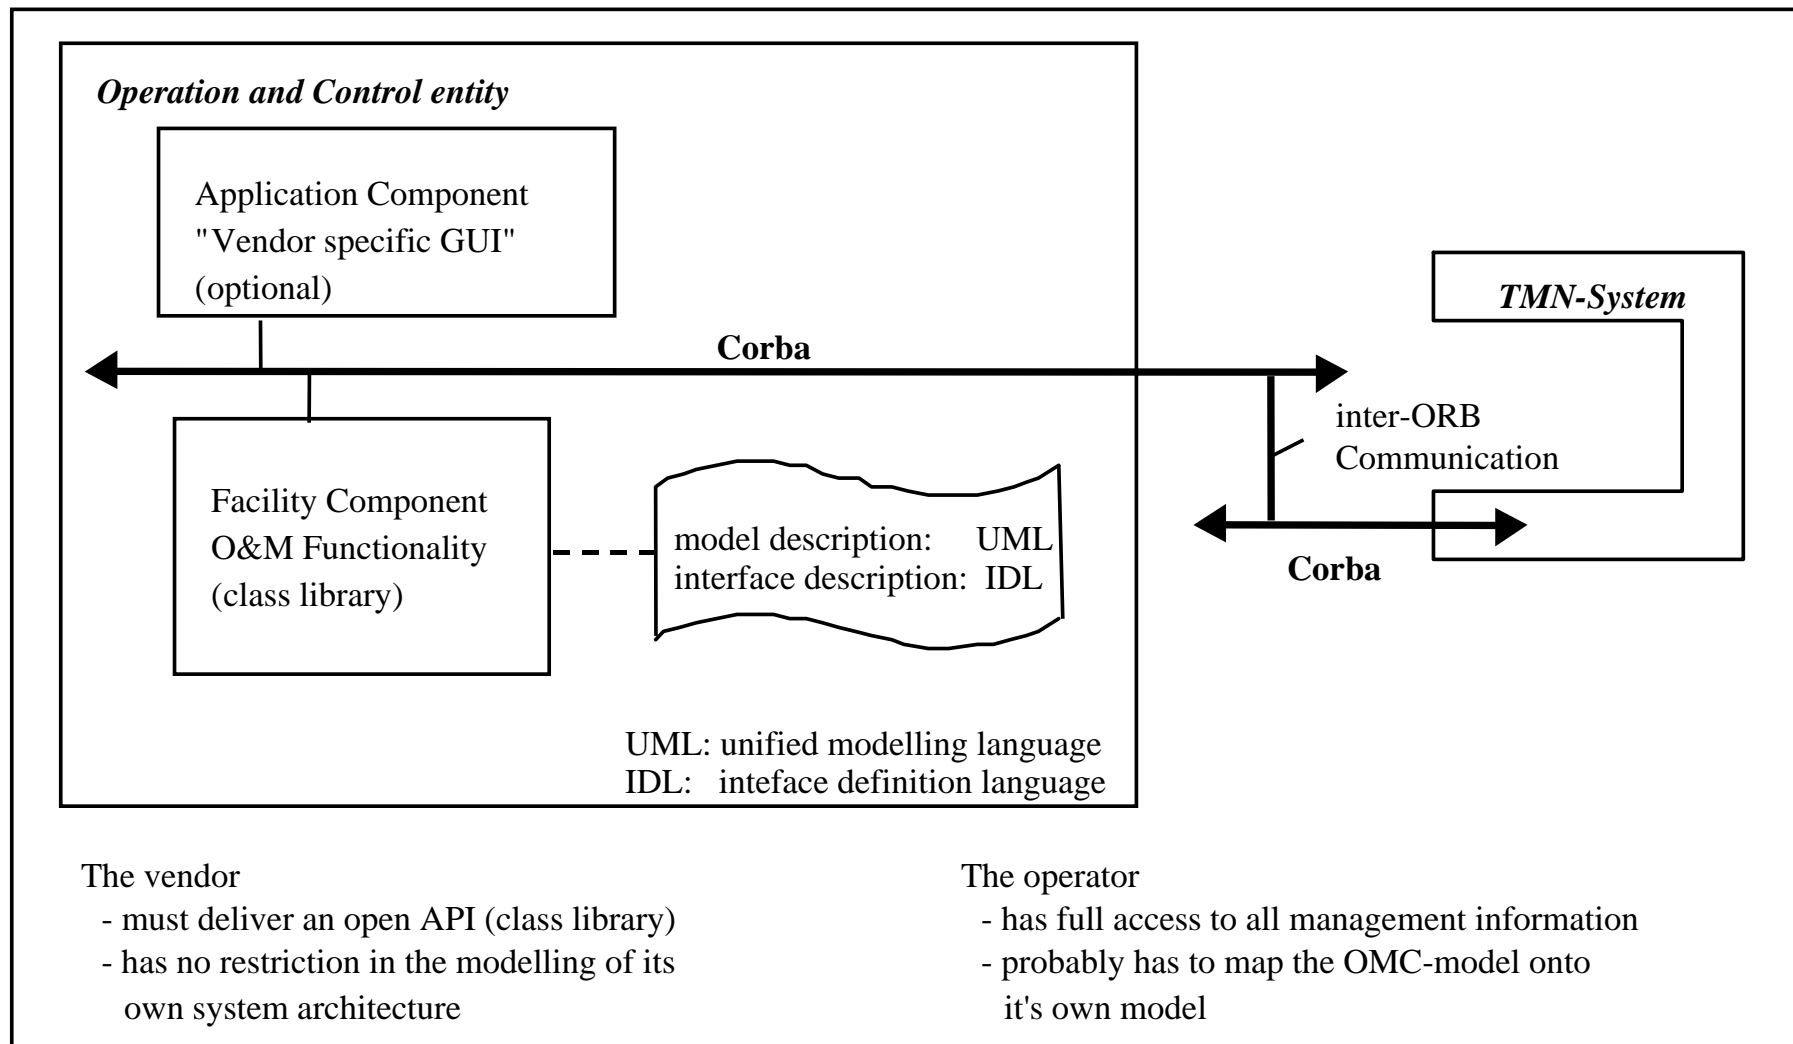 Operation and Control entity
Application Component
"Vendor specific GUI"
(optional)
Corba
TMN-System
inter-ORB
Communication
Corba
Facility Component
O&M Functionality
(class library)
model description: UML
interface description: IDL
UML: unified modelling language
IDL: inteface definition language
The vendor
- must deliver an open API (class library)
- has no restriction in the modelling of its
own system architecture
The operator
- has full access to all management information
- probably has to map the OMC-model onto
it's own model